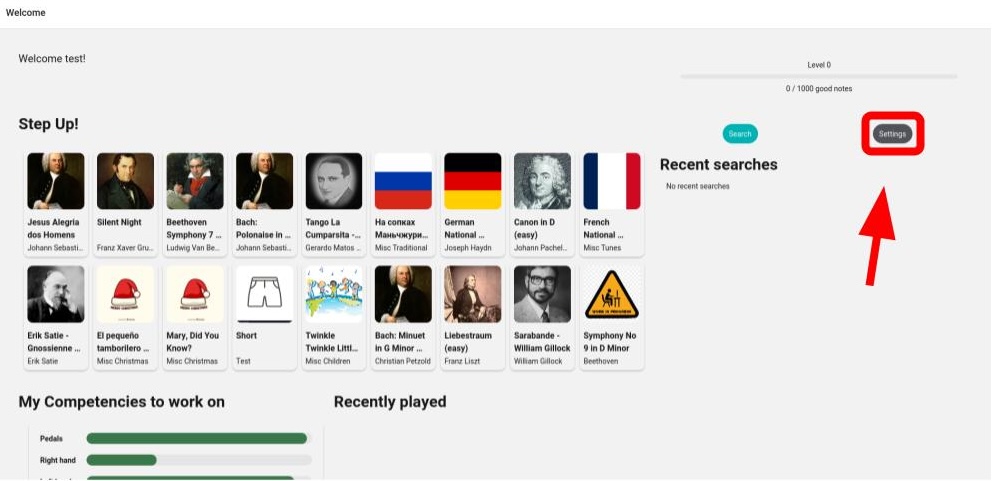 Welcome
Welcome test!
Level 0
0 / 1000 good notes
Step Up!
Search
Settings
Recent searches
No recent searches
Jesus Alegria
dos Homens
Johann Sebasti...
Silent Night
Franz Xaver Gru...
Beethoven
Symphony 7 ...
Ludwig Van Be...
Bach:
Polonaise in ...
Johann Sebasti...
Tango La
Cumparsita -...
Gerardo Matos ...
На сопках
Маньчжури...
Misc Traditional
German
National ...
Joseph Haydn
Canon in D
(easy)
Johann Pachel...
French
National ...
Misc Tunes
Erik Satie -
Gnossienne ...
Erik Satie
El pequeño
tamborilero ...
Misc Christmas
Mary, Did You
Know?
Misc Christmas
Short
Test
Twinkle
Twinkle Littl...
Misc Children
Bach: Minuet
in G Minor ...
Christian Petzold
Liebestraum
(easy)
Franz Liszt
Sarabande -
William Gillock
William Gillock
WORK IN PROGRESS
Symphony No
9 in D Minor
Beethoven
My Competencies to work on
Recently played
Pedals
Right hand